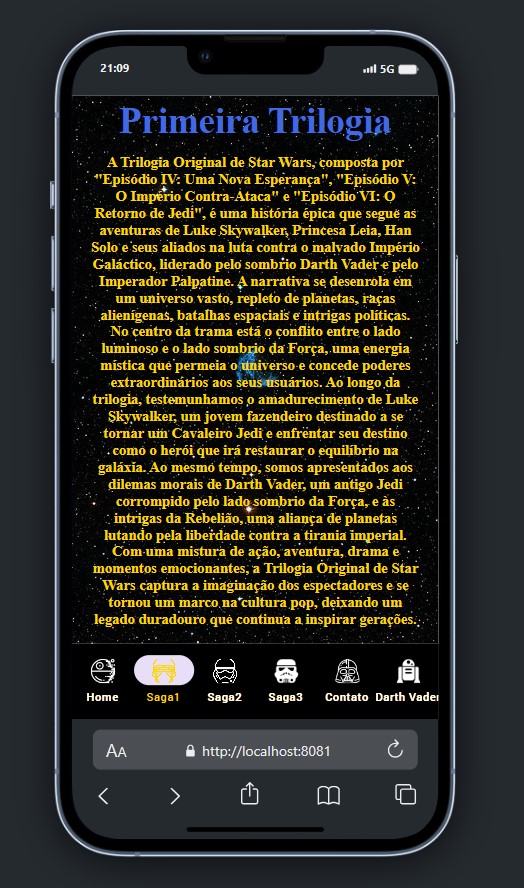 21:09
5G
Primeira Trilogia
A Trilogia Original de Star Wars, composta por
"Episódio IV: Uma Nova Esperança", "Episódio V:
O Império Contra-Ataca" e "Episódio VI: O
Retorno de Jedi", é uma história épica que segue as
aventuras de Luke Skywalker, Princesa Leia, Han
Solo e seus aliados na luta contra o malvado Império
Galáctico, liderado pelo sombrio Darth Vader e pelo
Imperador Palpatine. A narrativa se desenrola em
um universo vasto, repleto de planetas, raças
alienígenas, batalhas espaciais e intrigas políticas.
No centro da trama está o conflito entre o lado
luminoso e o lado sombrio da Força, uma energia
mística que permeia o universo e concede poderes
extraordinários aos seus usuários. Ao longo da
trilogia, testemunhamos o amadurecimento de Luke
Skywalker, um jovem fazendeiro destinado a se
tornar um Cavaleiro Jedi e enfrentar seu destino
como o herói que irá restaurar o equilíbrio na
galáxia. Ao mesmo tempo, somos apresentados aos
dilemas morais de Darth Vader, um antigo Jedi
corrompido pelo lado sombrio da Força, e às
intrigas da Rebelião, uma aliança de planetas
lutando pela liberdade contra a tirania imperial.
Com uma mistura de ação, aventura, drama e
momentos emocionantes, a Trilogia Original de Star
Wars captura a imaginação dos espectadores e se
tornou um marco na cultura pop, deixando um
legado duradouro que continua a inspirar gerações.
Home Saga1 Saga2 Saga3 Contato Darth Vader
AA http://localhost:8081